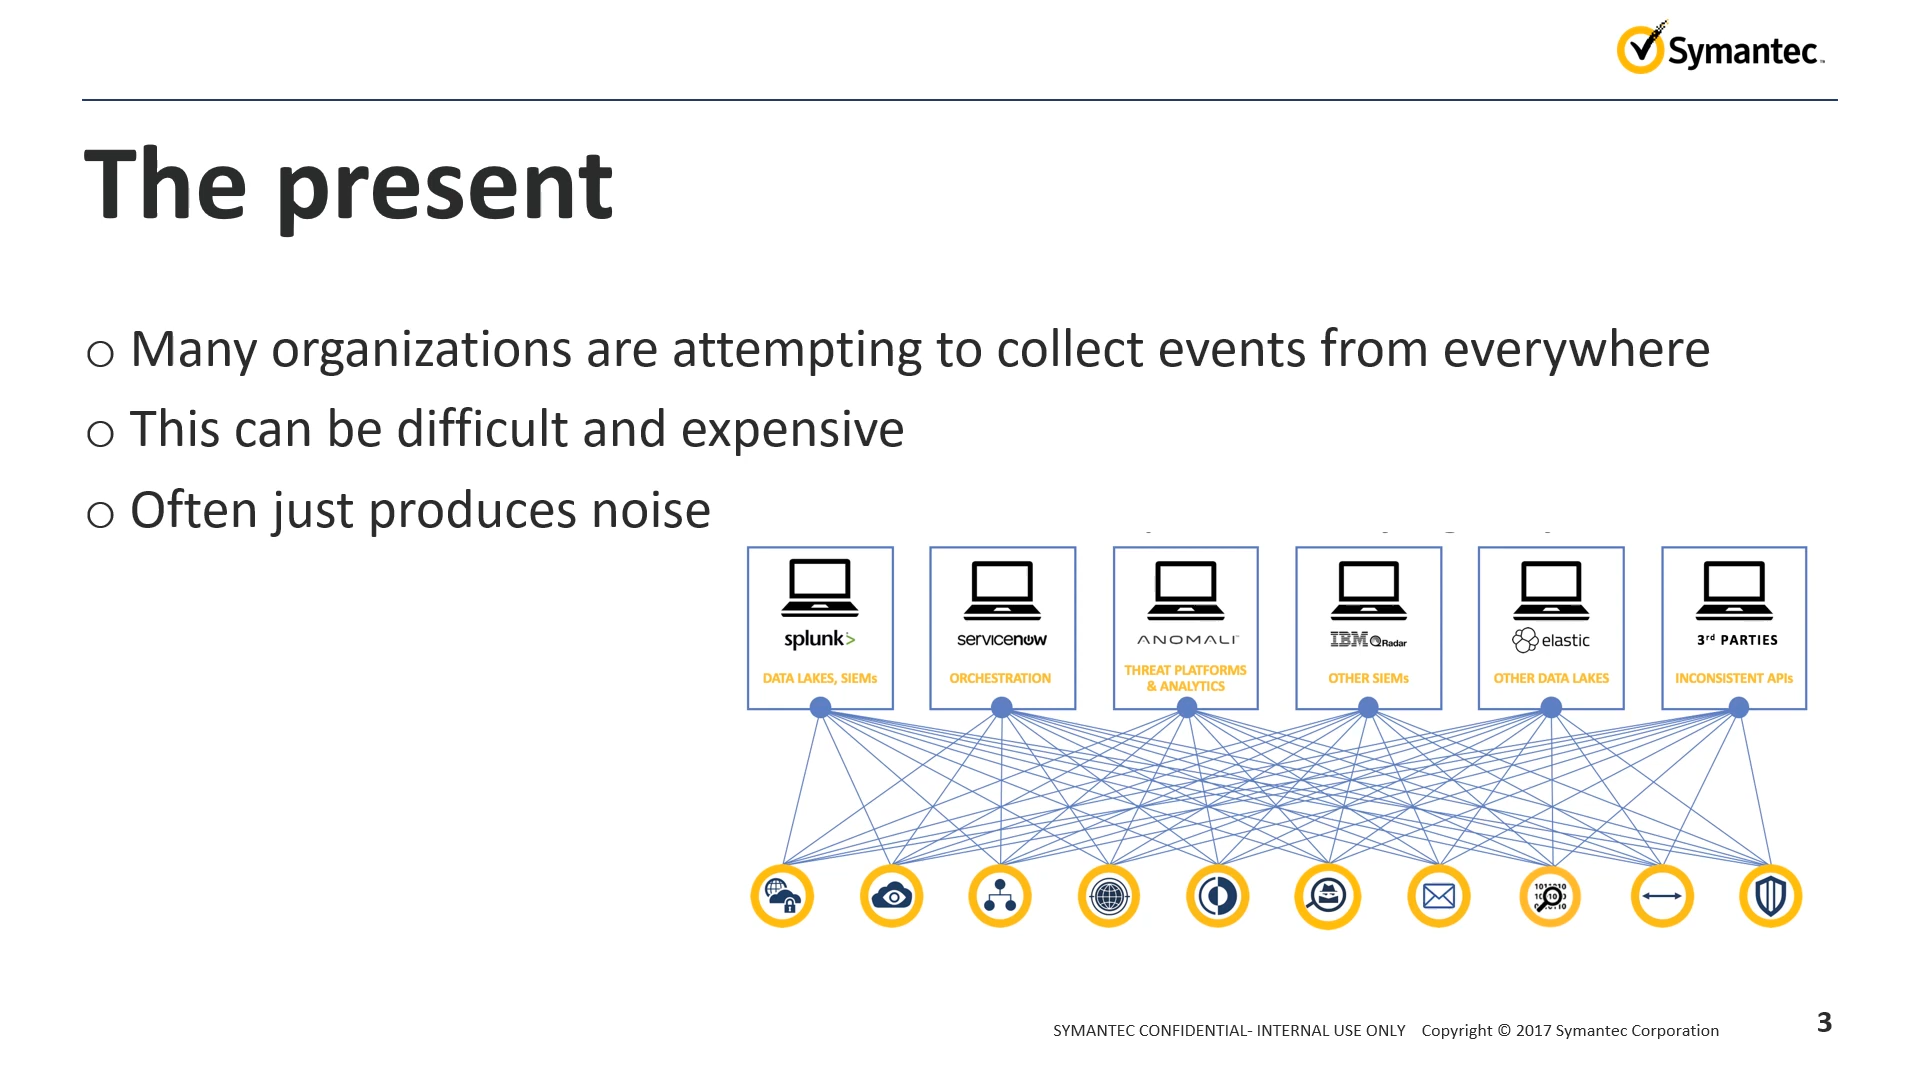 Symantec™
The present
o Many organizations are attempting to collect events from everywhere
o This can be difficult and expensive
o Often just produces noise
splunk>
DATA LAKES, SIEMs
servicenow
ORCHESTRATION
ANOMALI
THREAT PLATFORMS
& ANALYTICS
IBM QRadar
OTHER SIEMs
elastic
OTHER DATA LAKES
3rd PARTIES
INCONSISTENT APIs
SYMANTEC CONFIDENTIAL- INTERNAL USE ONLY Copyright © 2017 Symantec Corporation
3